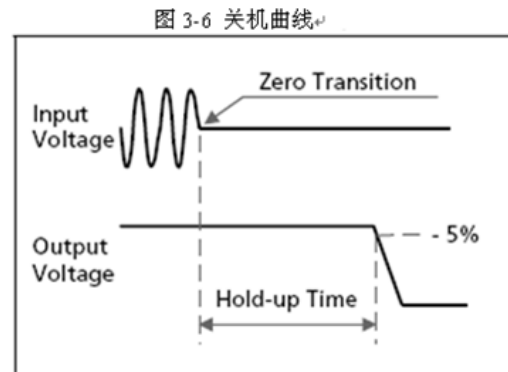 图 3-6 关机曲线↵
Zero Transition
Input
Voltage
- 5%
Output
Voltage
Hold-up Time